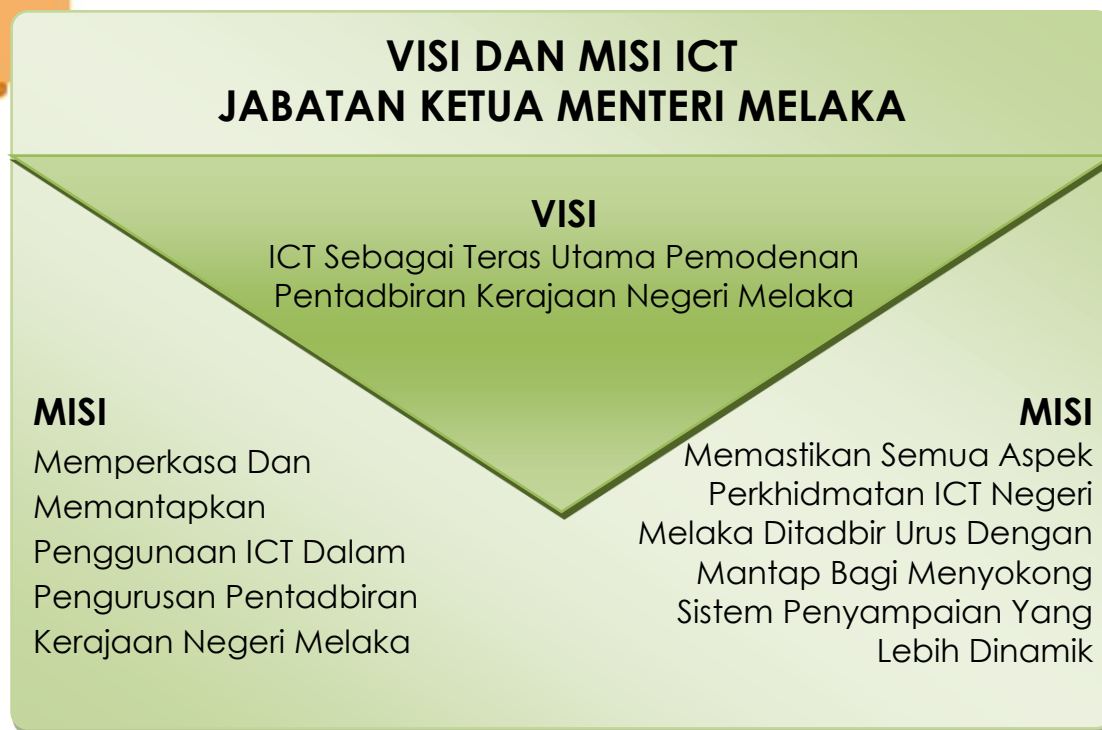 VISI DAN MISI ICT
JABATAN KETUA MENTERI MELAKA
VISI
ICT Sebagai Teras Utama Pemodenan
Pentadbiran Kerajaan Negeri Melaka
MISI
Memperkasa Dan
Memantapkan
Penggunaan ICT Dalam
Pengurusan Pentadbiran
Kerajaan Negeri Melaka
MISI
Memastikan Semua Aspek
Perkhidmatan ICT Negeri
Melaka Ditadbir Urus Dengan
Mantap Bagi Menyokong
Sistem Penyampaian Yang
Lebih Dinamik